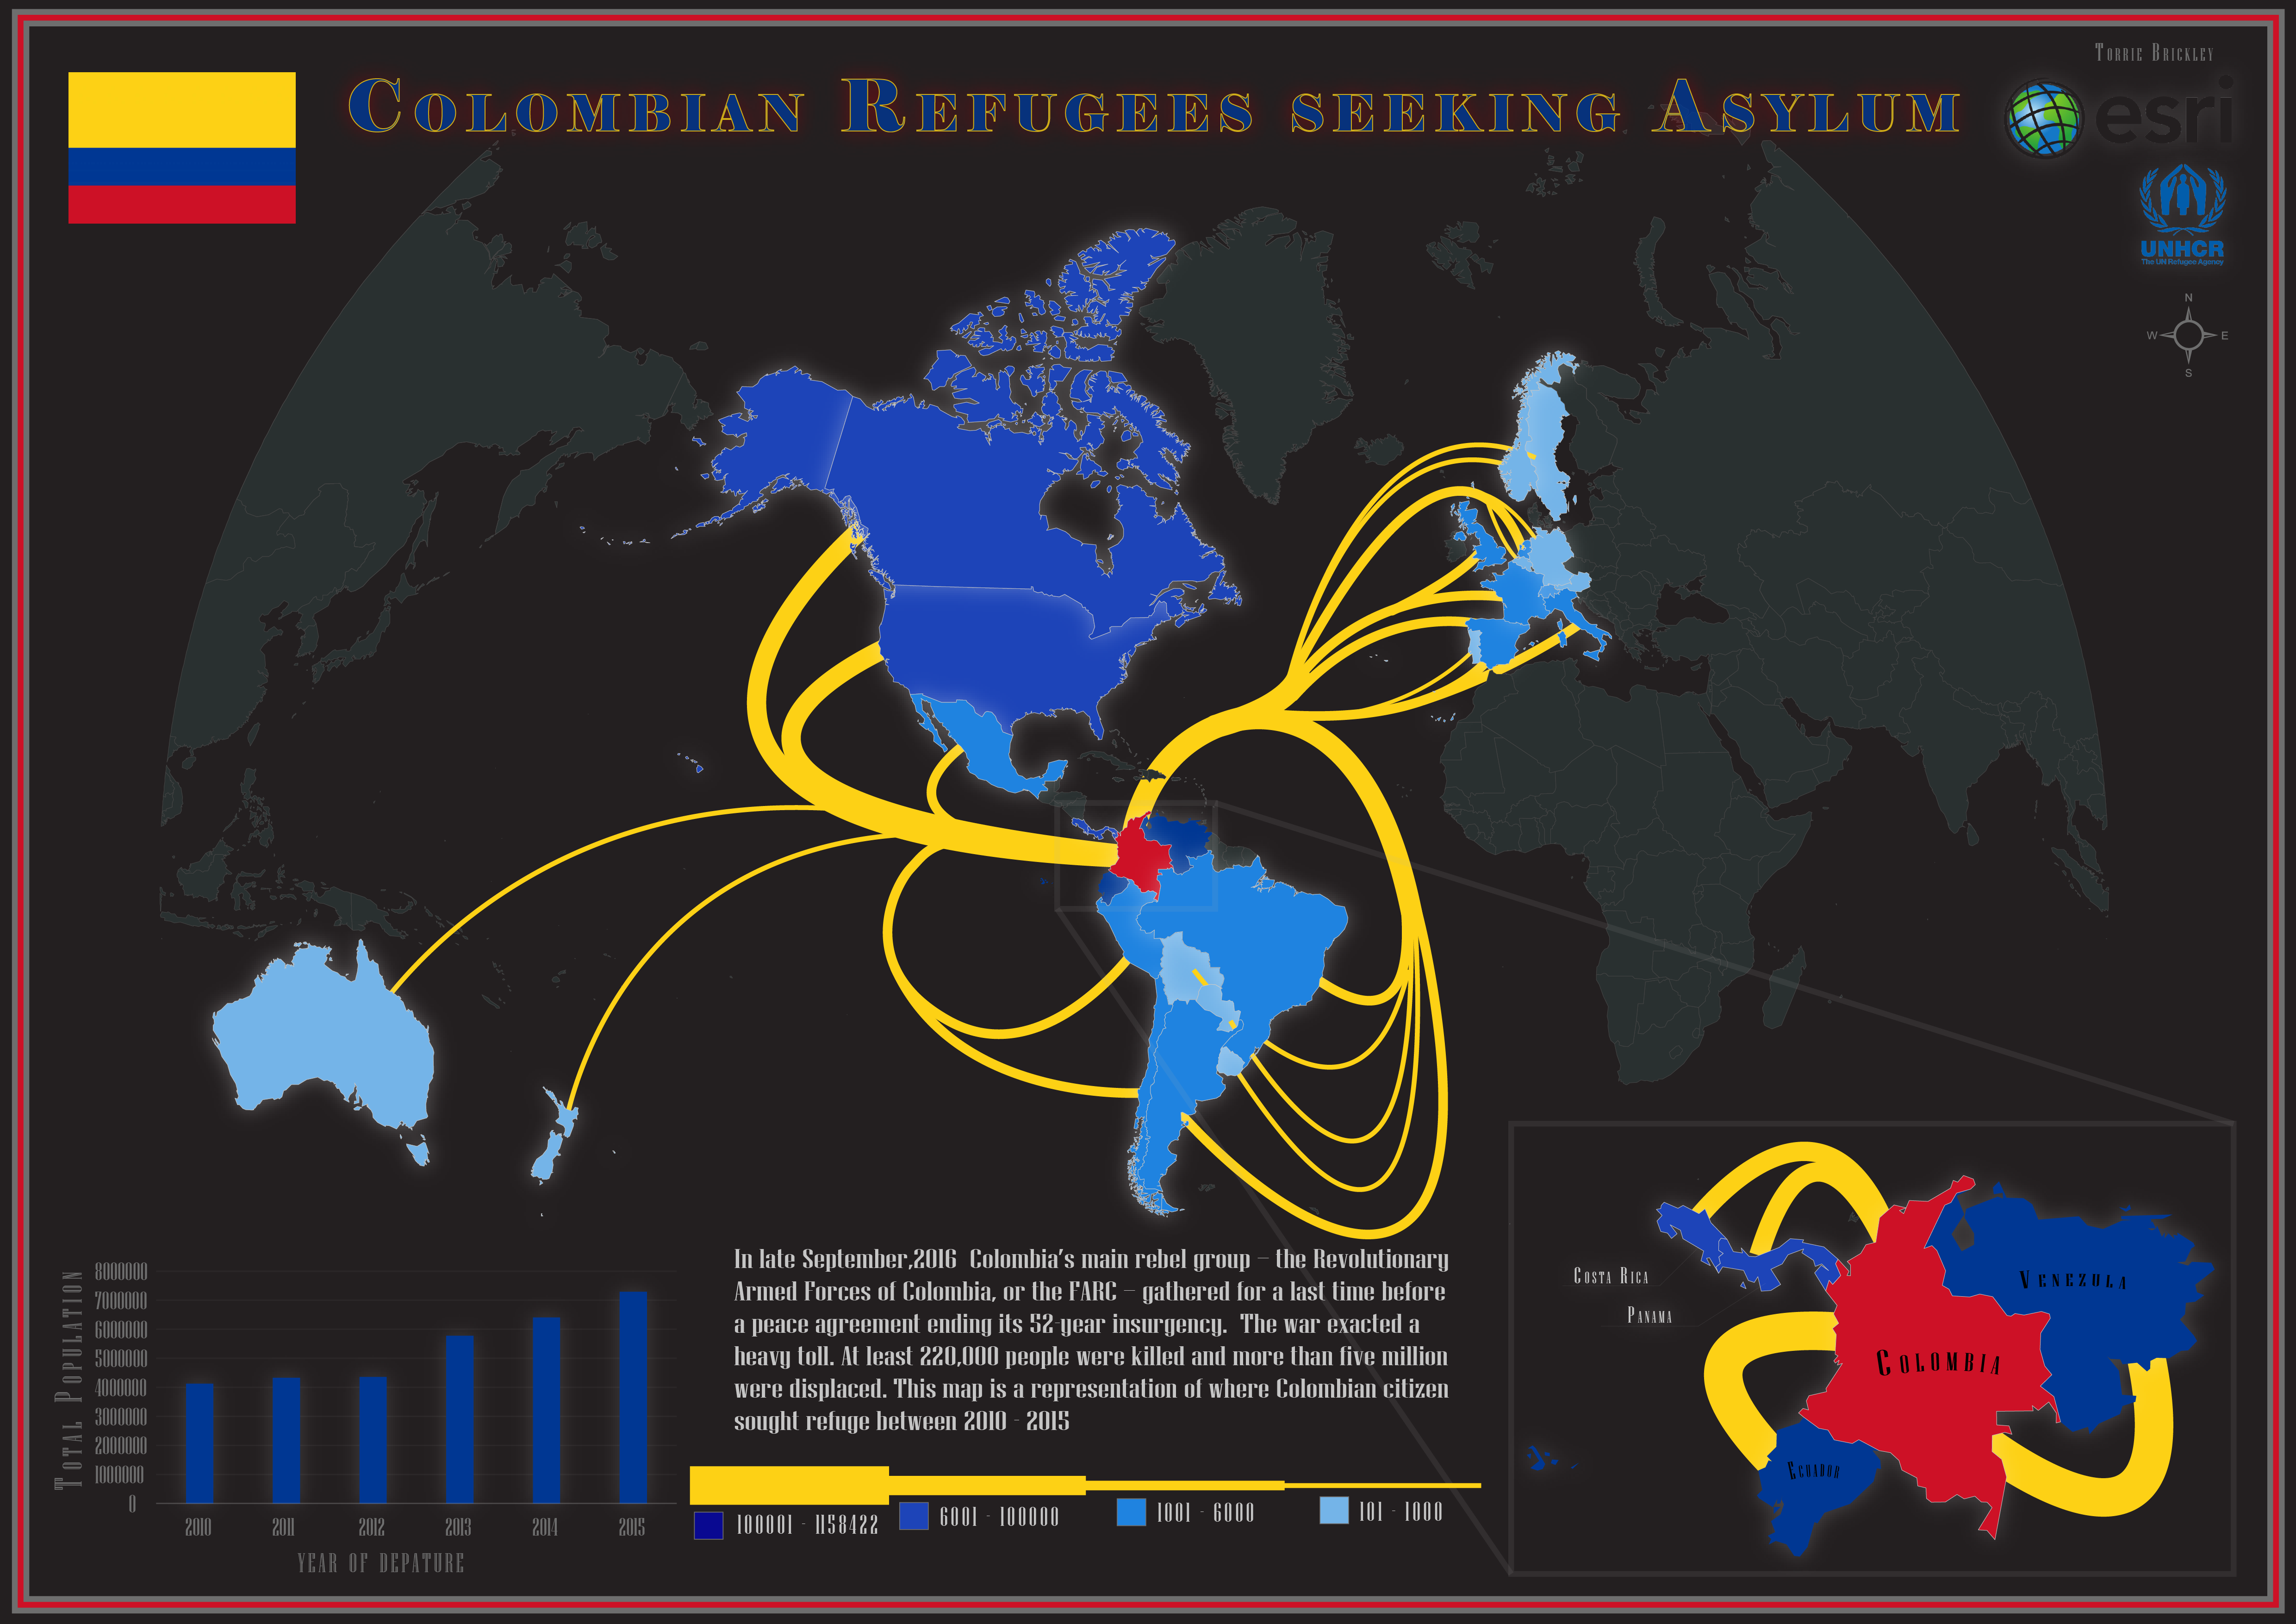 Torrie Brickley
Colombian Refugees seeking Asylum
esri
UNHCR
The UN Refugee Agency
N
W E
S
In late September,2016 Colombia's main rebel group – the Revolutionary
Armed Forces of Colombia, or the FARC – gathered for a last time before
a peace agreement ending its 52-year insurgency. The war exacted a
heavy toll. At least 220,000 people were killed and more than five million
were displaced. This map is a representation of where Colombian citizen
sought refuge between 2010 - 2015
Total Population
8000000
7000000
6000000
5000000
4000000
3000000
2000000
1000000
0
2010 2011 2012 2013 2014 2015
YEAR OF DEPATURE
100001 - 1158422
6001 - 100000
1001 - 6000
101 - 1000
Costa Rica
Panama
Venezula
Colombia
Ecuador